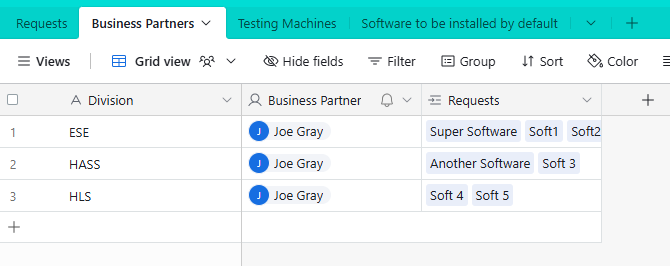 Requests Business Partners Testing Machines Software to be installed by default
Views Grid view Hide fields Filter Group Sort Color
Division Business Partner Requests
1 ESE J Joe Gray Super Software Soft1 Soft2
2 HASS J Joe Gray Another Software Soft 3
3 HLS J Joe Gray Soft 4 Soft 5